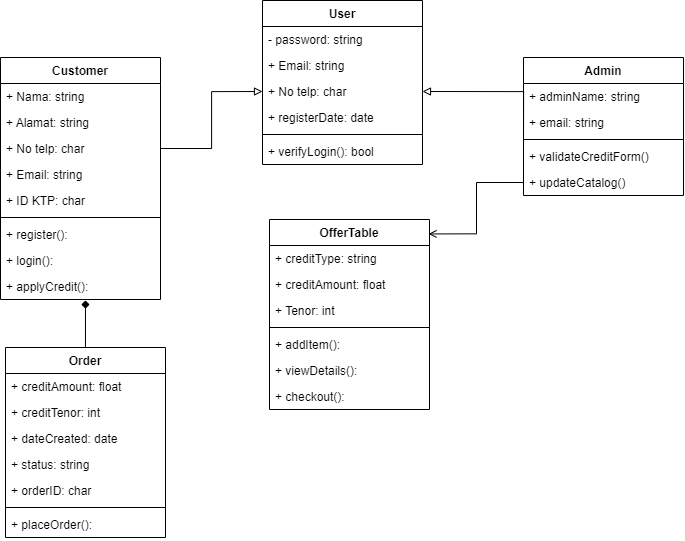 User
- password: string
+ Email: string
+ No telp: char
+ registerDate: date
+ verifyLogin(): bool
Customer
+ Nama: string
+ Alamat: string
+ No telp: char
+ Email: string
+ ID KTP: char
+ register():
+ login():
+ applyCredit():
Admin
+ adminName: string
+ email: string
+ validateCreditForm()
+ updateCatalog()
OfferTable
+ creditType: string
+ creditAmount: float
+ Tenor: int
+ addItem():
+ viewDetails():
+ checkout():
Order
+ creditAmount: float
+ creditTenor: int
+ dateCreated: date
+ status: string
+ orderID: char
+ placeOrder():